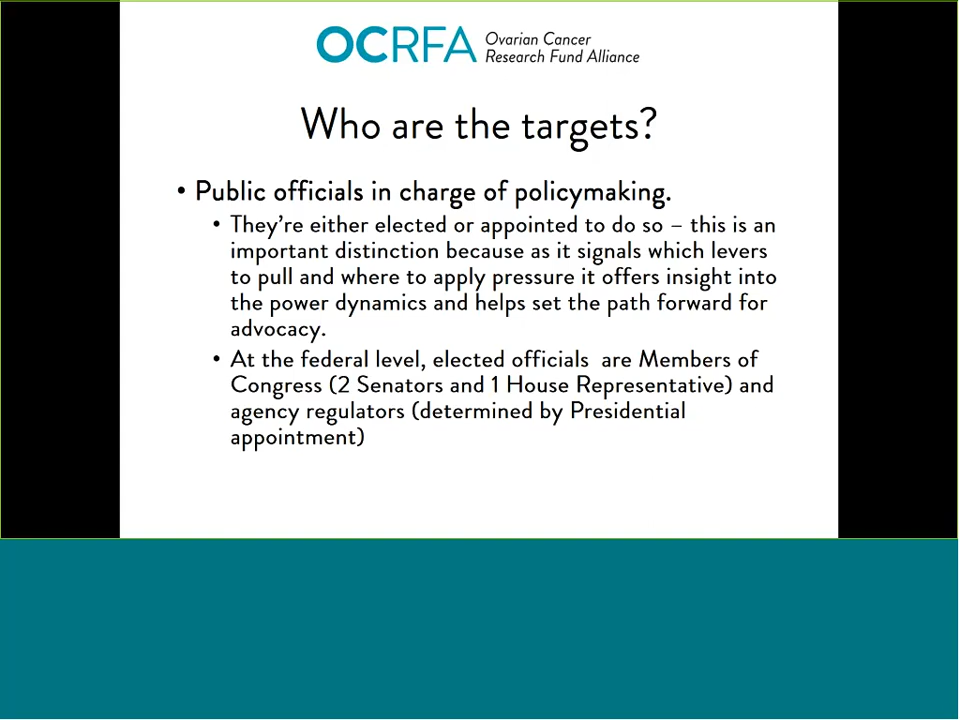 OCRFA Ovarian Cancer
Research Fund Alliance
Who are the targets?
• Public officials in charge of policymaking.
• They're either elected or appointed to do so – this is an
important distinction because as it signals which levers
to pull and where to apply pressure it offers insight into
the power dynamics and helps set the path forward for
advocacy.
• At the federal level, elected officials  are Members of
Congress (2 Senators and 1 House Representative) and
agency regulators (determined by Presidential
appointment)